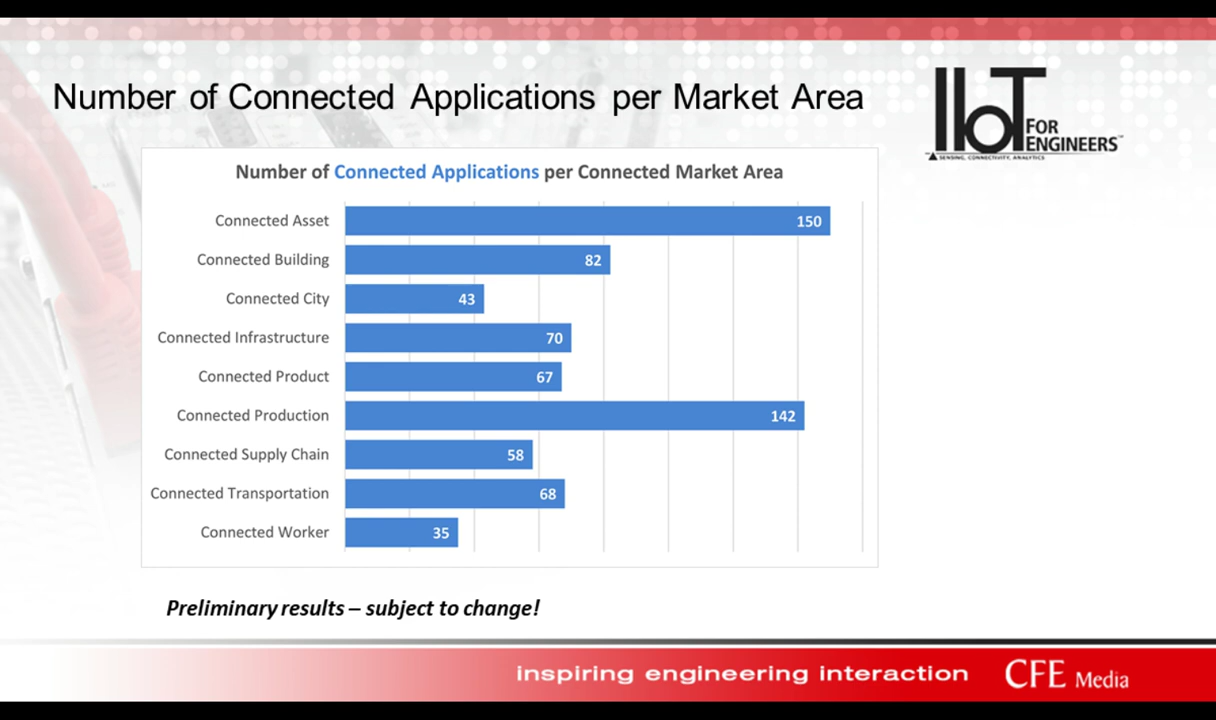 Number of Connected Applications per Market Area
IIoT
FOR
ENGINEERS™
SENSING, CONNECTIVITY, ANALYTICS
Number of Connected Applications per Connected Market Area
Connected Asset 150
Connected Building 82
Connected City 43
Connected Infrastructure 70
Connected Product 67
Connected Production 142
Connected Supply Chain 58
Connected Transportation 68
Connected Worker 35
Preliminary results – subject to change!
inspiring engineering interaction CFE Media